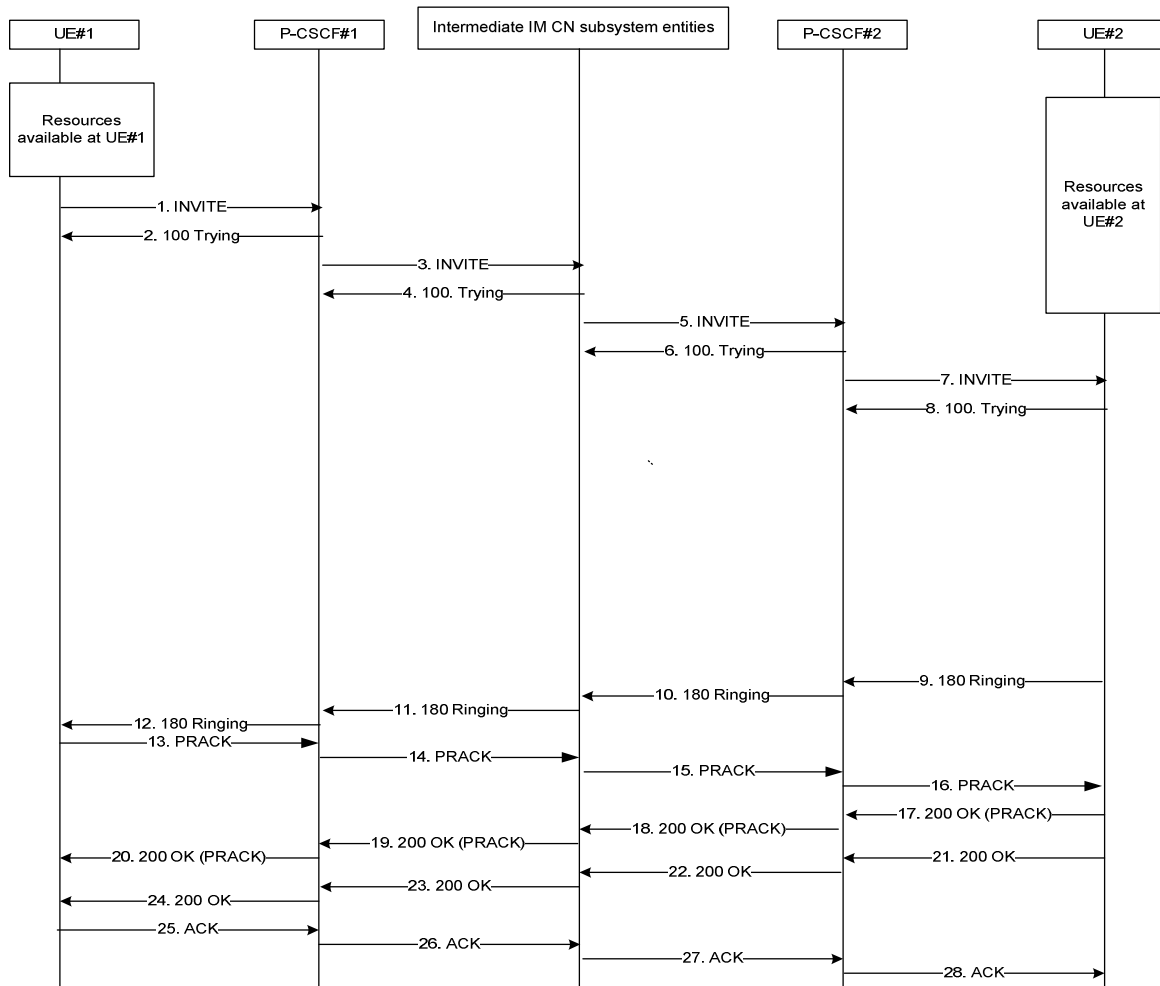 UE#1
P-CSCF#1
Intermediate IM CN subsystem entities
P-CSCF#2
UE#2
Resources
available at UE#1
Resources
available at
UE#2
1. INVITE
2. 100 Trying
3. INVITE
4. 100. Trying
5. INVITE
6. 100. Trying
7. INVITE
8. 100. Trying
9. 180 Ringing
10. 180 Ringing
11. 180 Ringing
12. 180 Ringing
13. PRACK
14. PRACK
15. PRACK
16. PRACK
17. 200 OK (PRACK)
18. 200 OK (PRACK)
19. 200 OK (PRACK)
20. 200 OK (PRACK)
21. 200 OK
22. 200 OK
23. 200 OK
24. 200 OK
25. ACK
26. ACK
27. ACK
28. ACK